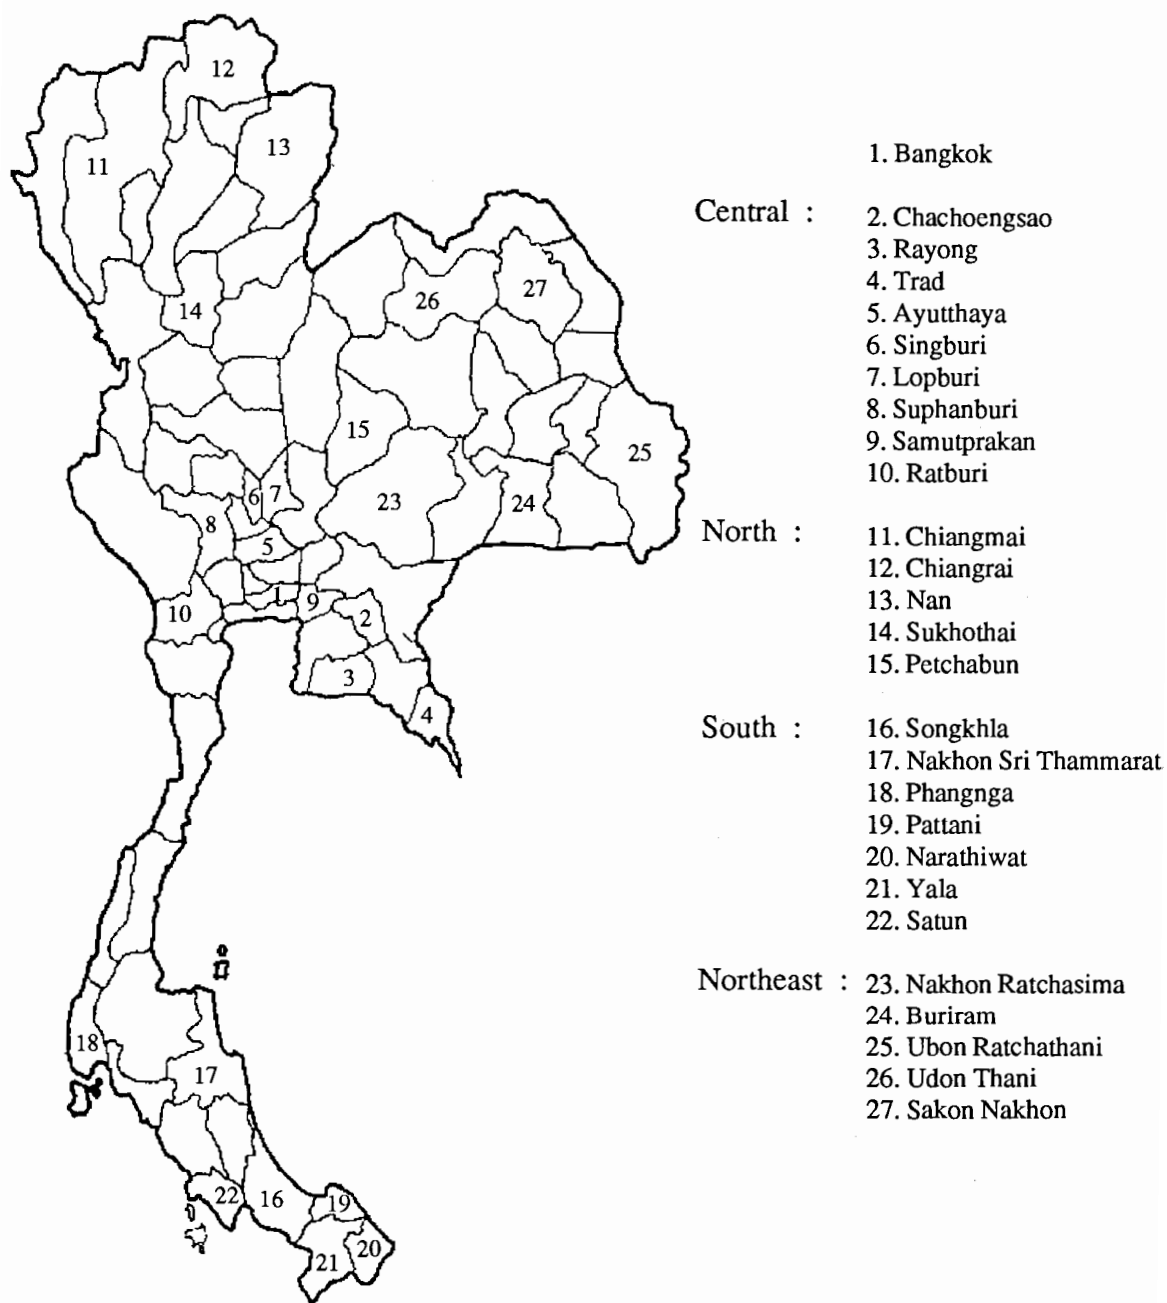 12
13
11
14
26
27
15
25
23
24
6
7
8
5
1
9
10
2
3
4
18
17
22
16
19
20
21
1. Bangkok
Central : 2. Chachoengsao
3. Rayong
4. Trad
5. Ayutthaya
6. Singburi
7. Lopburi
8. Suphanburi
9. Samutprakan
10. Ratburi
North : 11. Chiangmai
12. Chiangrai
13. Nan
14. Sukhothai
15. Petchabun
South : 16. Songkhla
17. Nakhon Sri Thammarat
18. Phangnga
19. Pattani
20. Narathiwat
21. Yala
22. Satun
Northeast : 23. Nakhon Ratchasima
24. Buriram
25. Ubon Ratchathani
26. Udon Thani
27. Sakon Nakhon